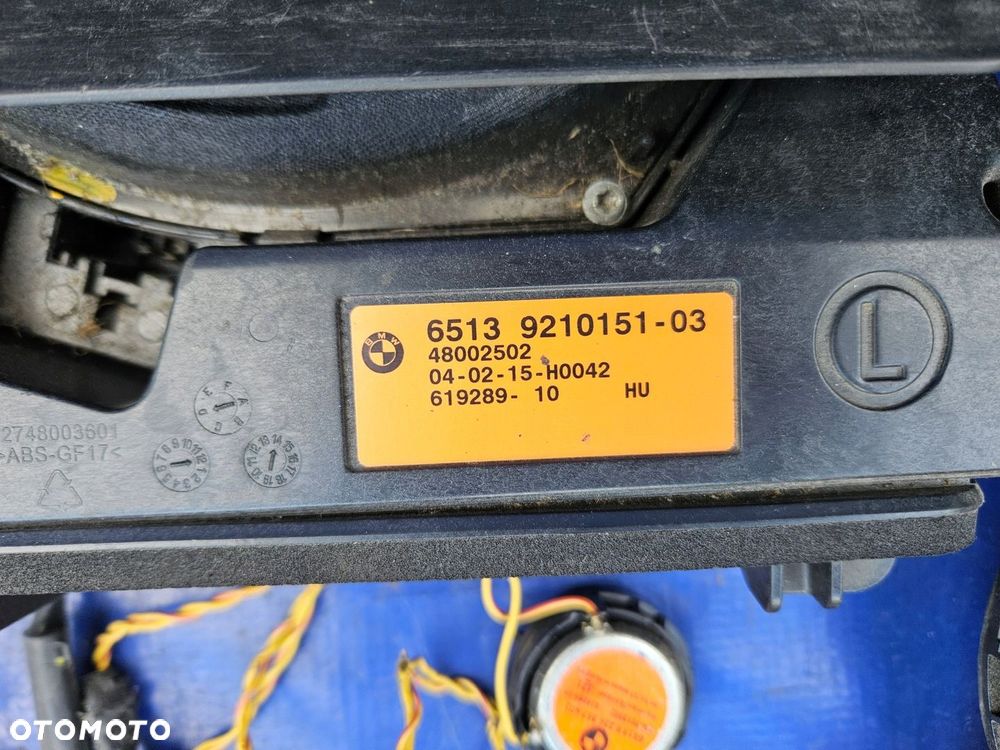 BMW
6513 9210151-03
48002502
04-02-15-H0042
619289- 10 HU
L
2748003601
>ABS-GF17<
OTOMOTO